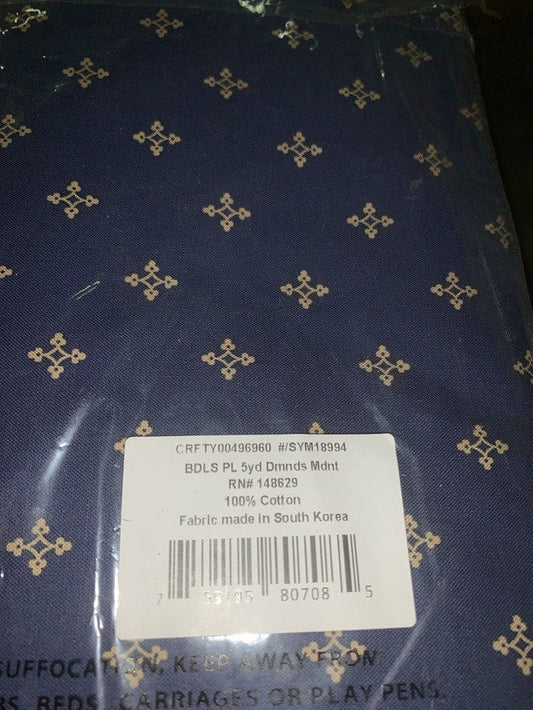 CRFTY00496960 #/SYM18994
BDLS PL 5yd Dmnds Mdnt
RN# 148629
100% Cotton
Fabric made in South Korea
7 80708 5
SUFFOCATION, KEEP AWAY FROM
BEDS, CARRIAGES OR PLAY PENS.